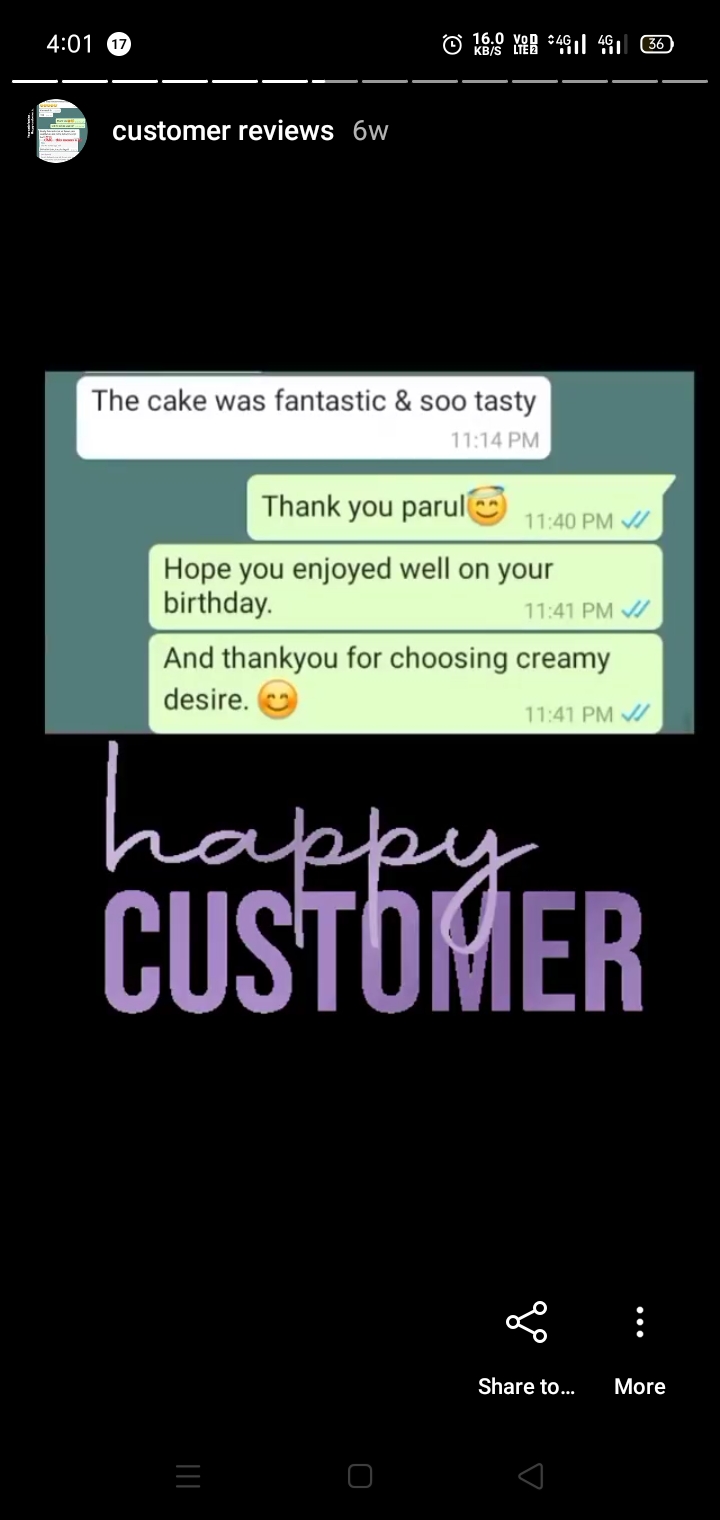 4:01 17 16.0 KB/S VoD LTE2 4G 4G 36
customer reviews 6w
The cake was fantastic & soo tasty
11:14 PM
Thank you parul😇 11:40 PM
Hope you enjoyed well on your
birthday. 11:41 PM
And thankyou for choosing creamy
desire. 😊 11:41 PM
happy
CUSTOMER
Share to... More